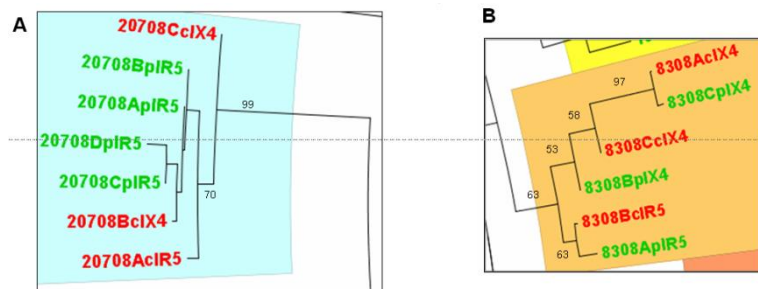 A
20708CcIX4
20708BpIR5
20708ApIR5
99
20708DpIR5
20708CpIR5
70
20708BcIX4
20708AcIR5
B
8308AcIX4
97
8308CpIX4
58
8308CcIX4
53
8308BpIX4
63
8308BcIR5
63
8308ApIR5